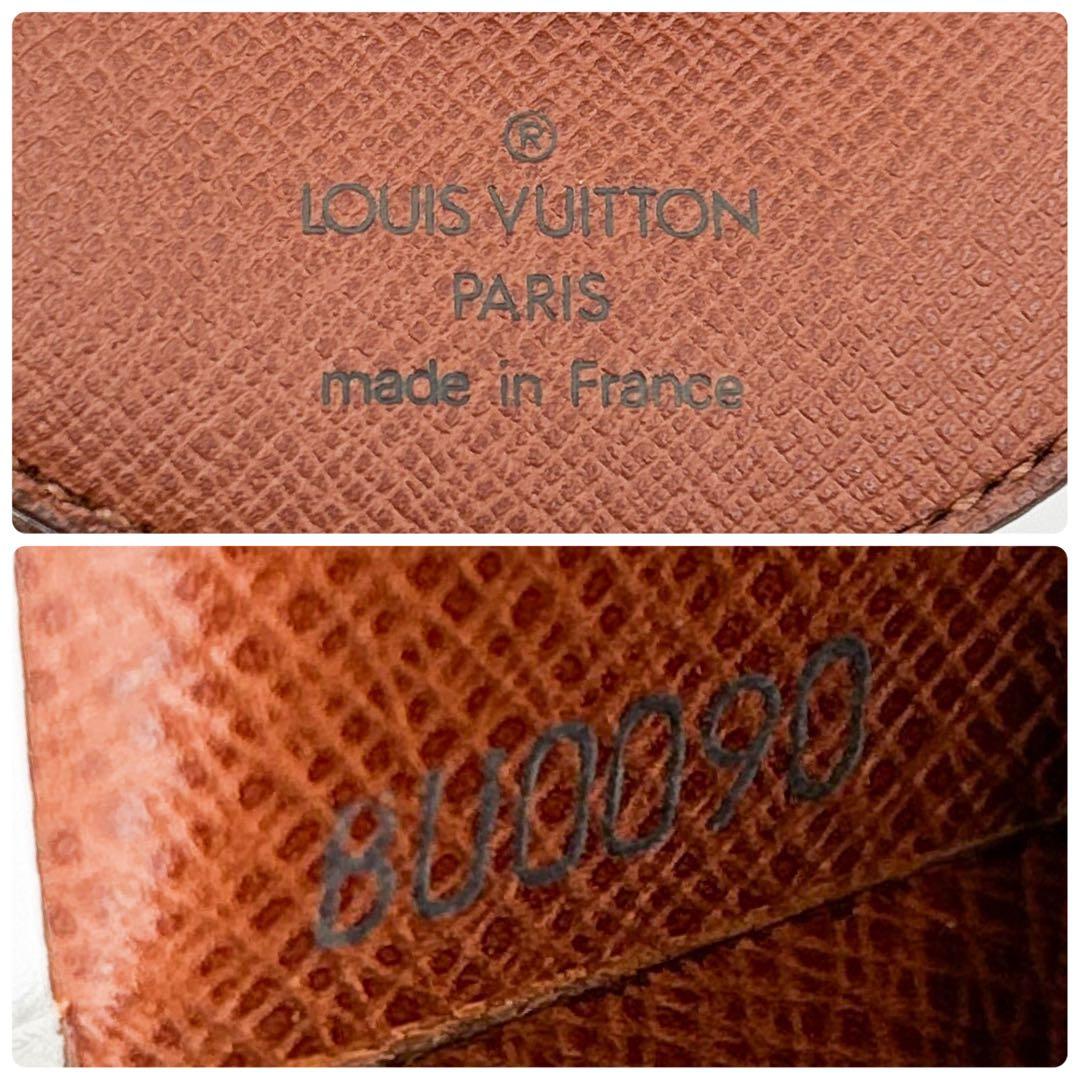 ®
LOUIS VUITTON
PARIS
made in France
BU0090